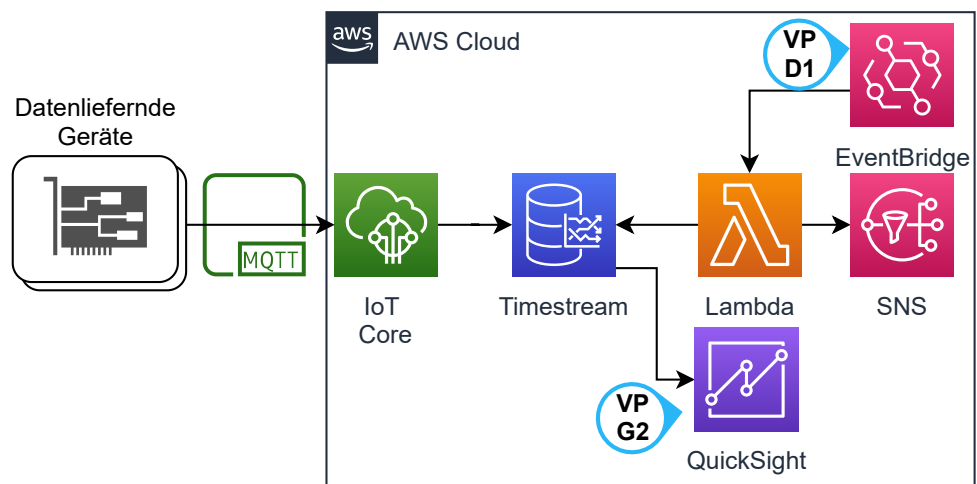 aws
AWS Cloud
VP
D1
Datenliefernde
Geräte
EventBridge
MQTT
IoT
Core
Timestream
Lambda
SNS
VP
G2
QuickSight